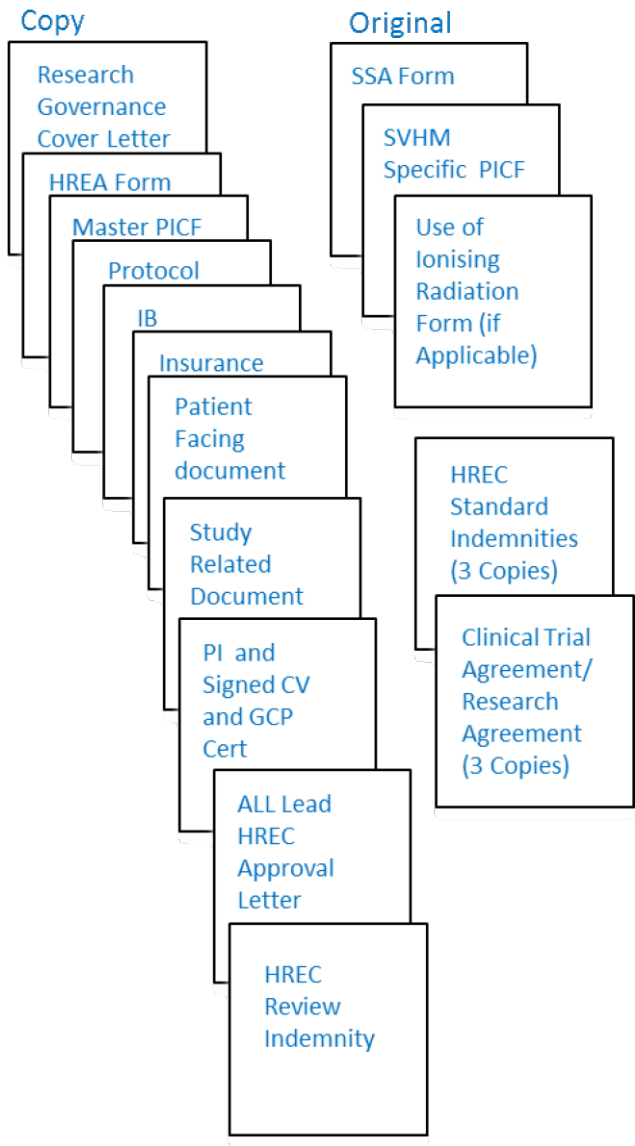 Copy
Research
Governance
Cover Letter
HREA Form
Master PICF
Protocol
IB
Insurance
Patient
Facing
document
Study
Related
Document
PI and
Signed CV
and GCP
Cert
ALL Lead
HREC
Approval
Letter
HREC
Review
Indemnity
Original
SSA Form
SVHM
Specific PICF
Use of
Ionising
Radiation
Form (if
Applicable)
HREC
Standard
Indemnities
(3 Copies)
Clinical Trial
Agreement/
Research
Agreement
(3 Copies)